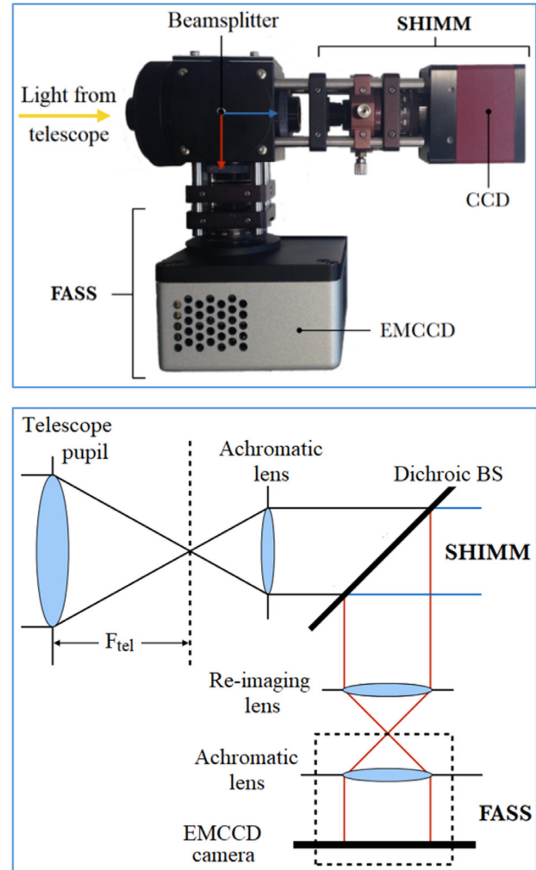 Beamsplitter
SHIMM
Light from
telescope
CCD
FASS
EMCCD
Telescope
pupil
Achromatic
lens
Dichroic BS
SHIMM
Ftel
Re-imaging
lens
Achromatic
lens
FASS
EMCCD
camera